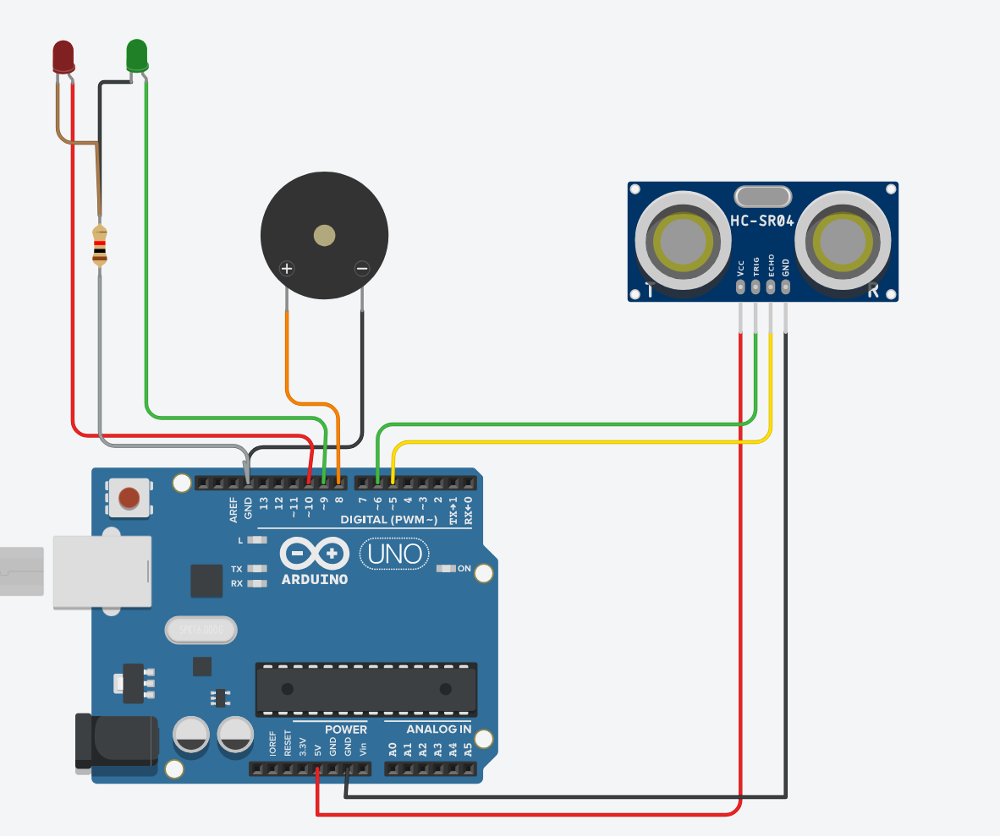 +
−
HC-SR04
Vcc
TRIG
ECHO
GND
T
R
AREF
GND
13
12
~11
~10
~9
8
7
~6
~5
4
~3
2
TX→1
RX←0
DIGITAL (PWM~)
L
TX
RX
− +
UNO
ARDUINO
ON
SPK16.000G
POWER
ANALOG IN
IOREF
RESET
3.3V
5V
GND
GND
Vin
A0
A1
A2
A3
A4
A5